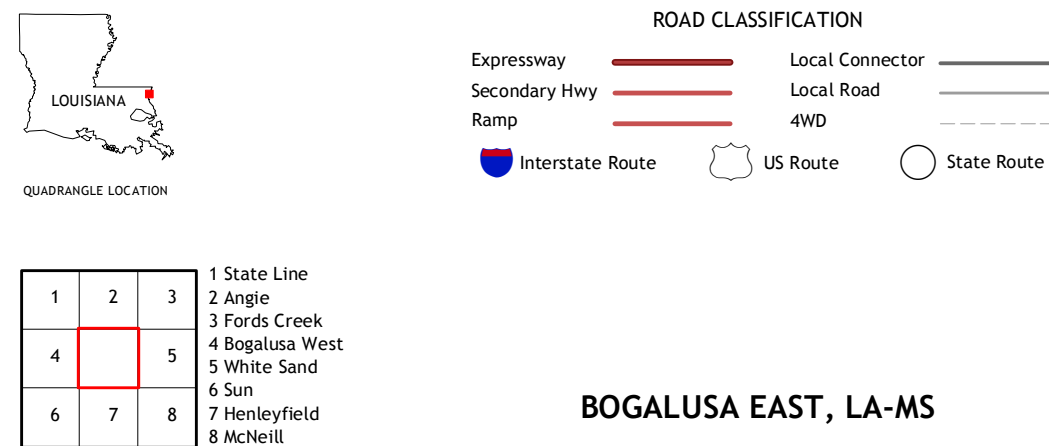 LOUISIANA
QUADRANGLE LOCATION
ROAD CLASSIFICATION
Expressway
Local Connector
Secondary Hwy
Local Road
Ramp
4WD
Interstate Route
US Route
State Route
1 2 3
4 5
6 7 8
1 State Line
2 Angie
3 Fords Creek
4 Bogalusa West
5 White Sand
6 Sun
7 Henleyfield
8 McNeill
BOGALUSA EAST, LA-MS